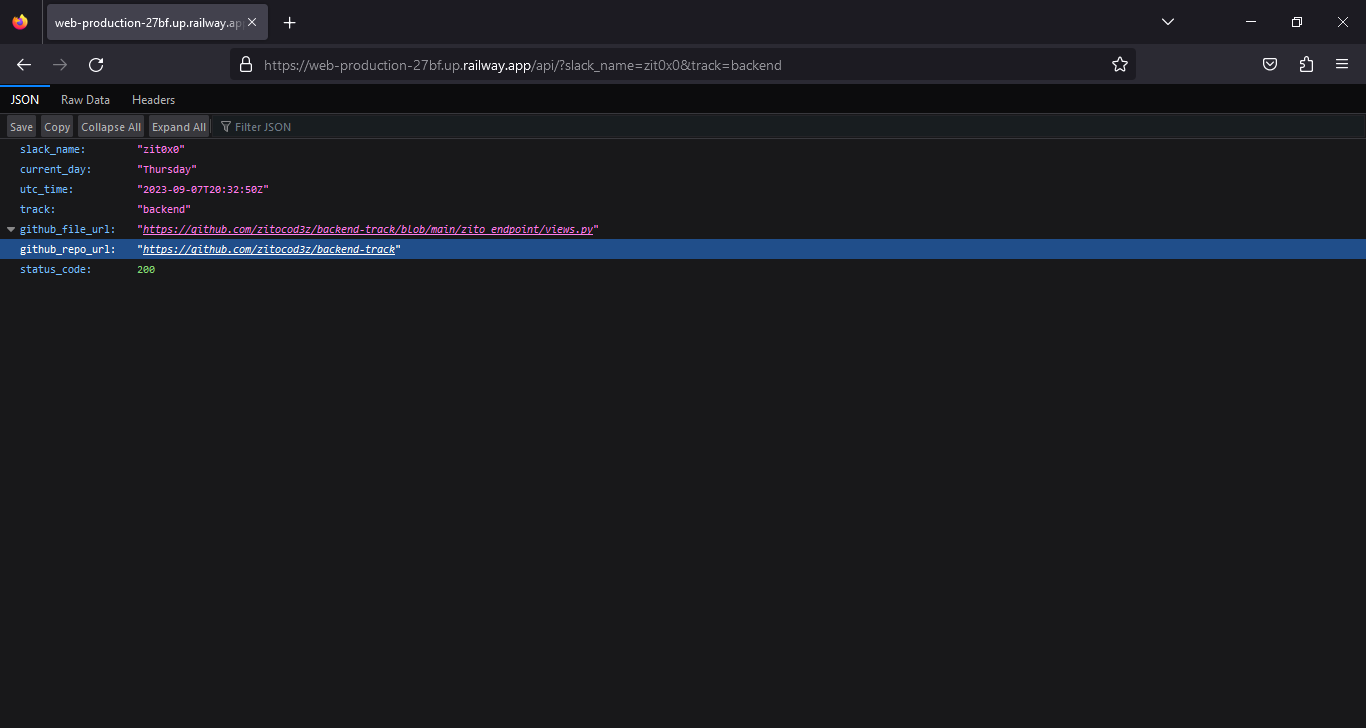 web-production-27bf.up.railway.app
https://web-production-27bf.up.railway.app/api/?slack_name=zit0x0&track=backend
JSON Raw Data Headers
Save Copy Collapse All Expand All Filter JSON
slack_name: "zit0x0"
current_day: "Thursday"
utc_time: "2023-09-07T20:32:50Z"
track: "backend"
github_file_url: "https://github.com/zitocod3z/backend-track/blob/main/zito_endpoint/views.py"
github_repo_url: "https://github.com/zitocod3z/backend-track"
status_code: 200